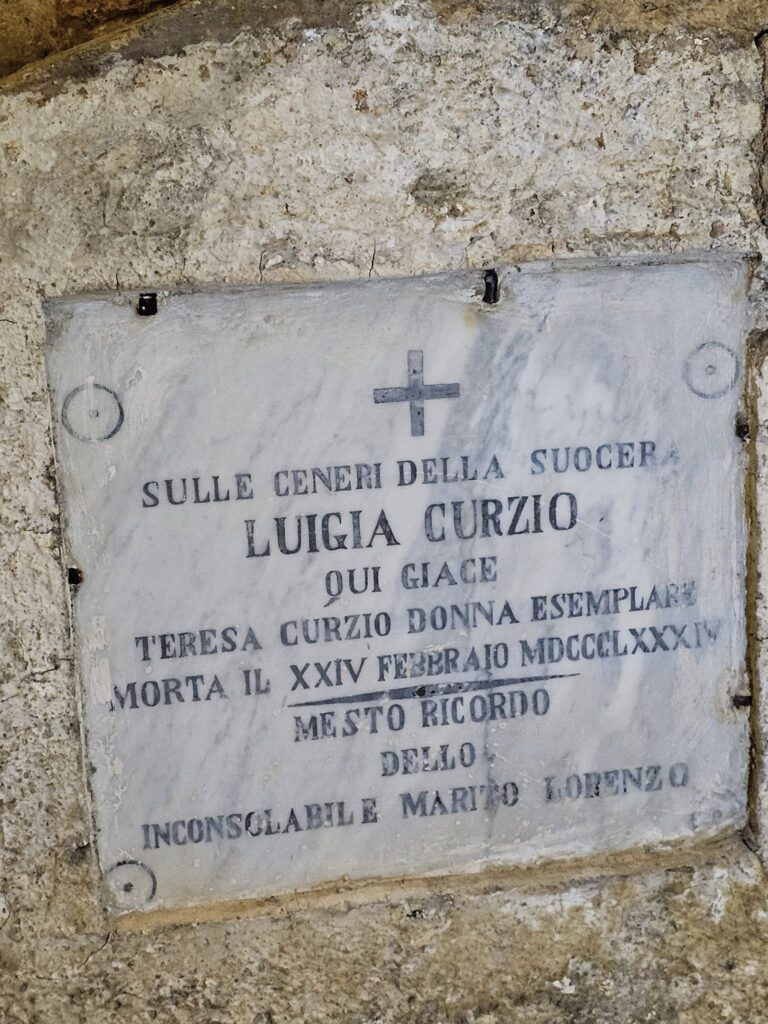 SULLE CENERI DELLA SUOCERA
LUIGIA CURZIO
QUI GIACE
TERESA CURZIO DONNA ESEMPLARE
MORTA IL XXIV FEBBRAIO MDCCCLXXXIV
MESTO RICORDO
DELLO
INCONSOLABILE MARITO LORENZO